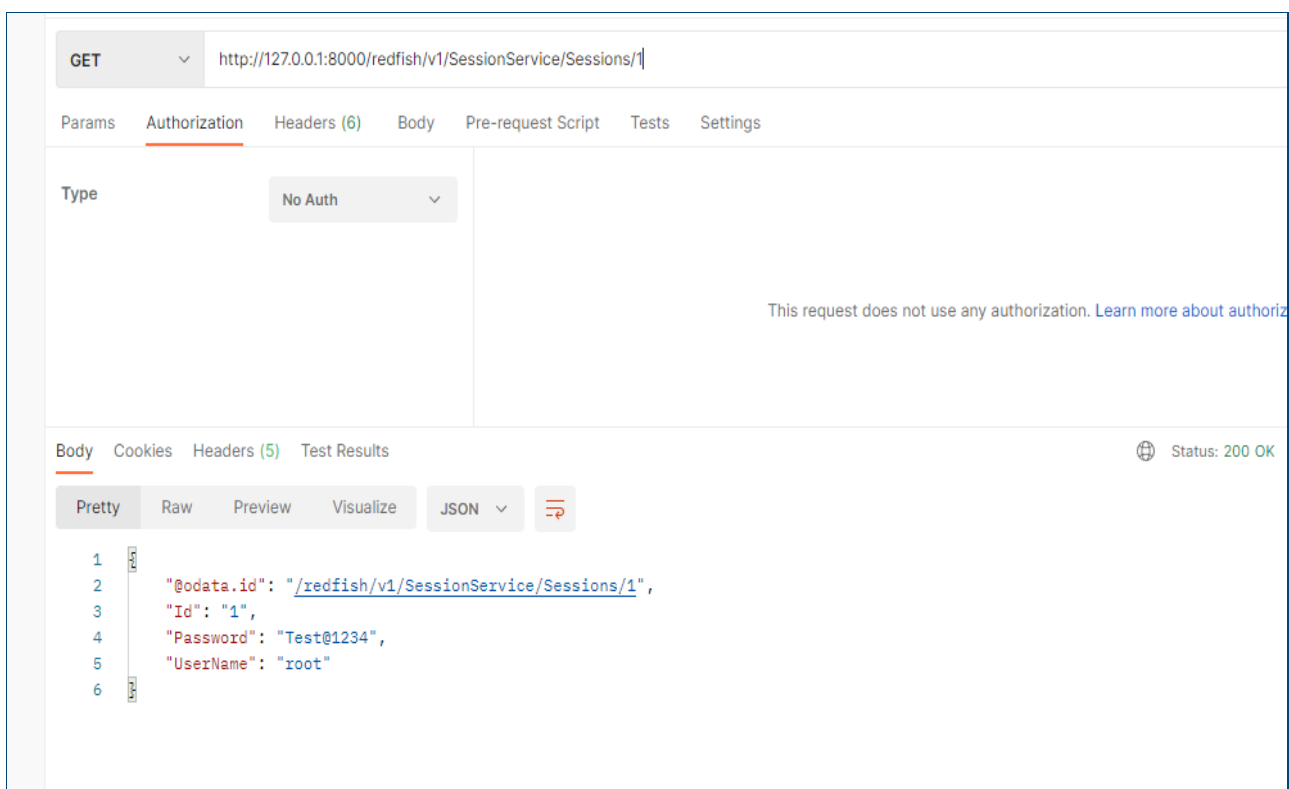 GET http://127.0.0.1:8000/redfish/v1/SessionService/Sessions/1
Params Authorization Headers (6) Body Pre-request Script Tests Settings
Type No Auth
This request does not use any authorization. Learn more about authoriz
Body Cookies Headers (5) Test Results Status: 200 OK
Pretty Raw Preview Visualize JSON
1 {
2 "@odata.id": "/redfish/v1/SessionService/Sessions/1",
3 "Id": "1",
4 "Password": "Test@1234",
5 "UserName": "root"
6 }